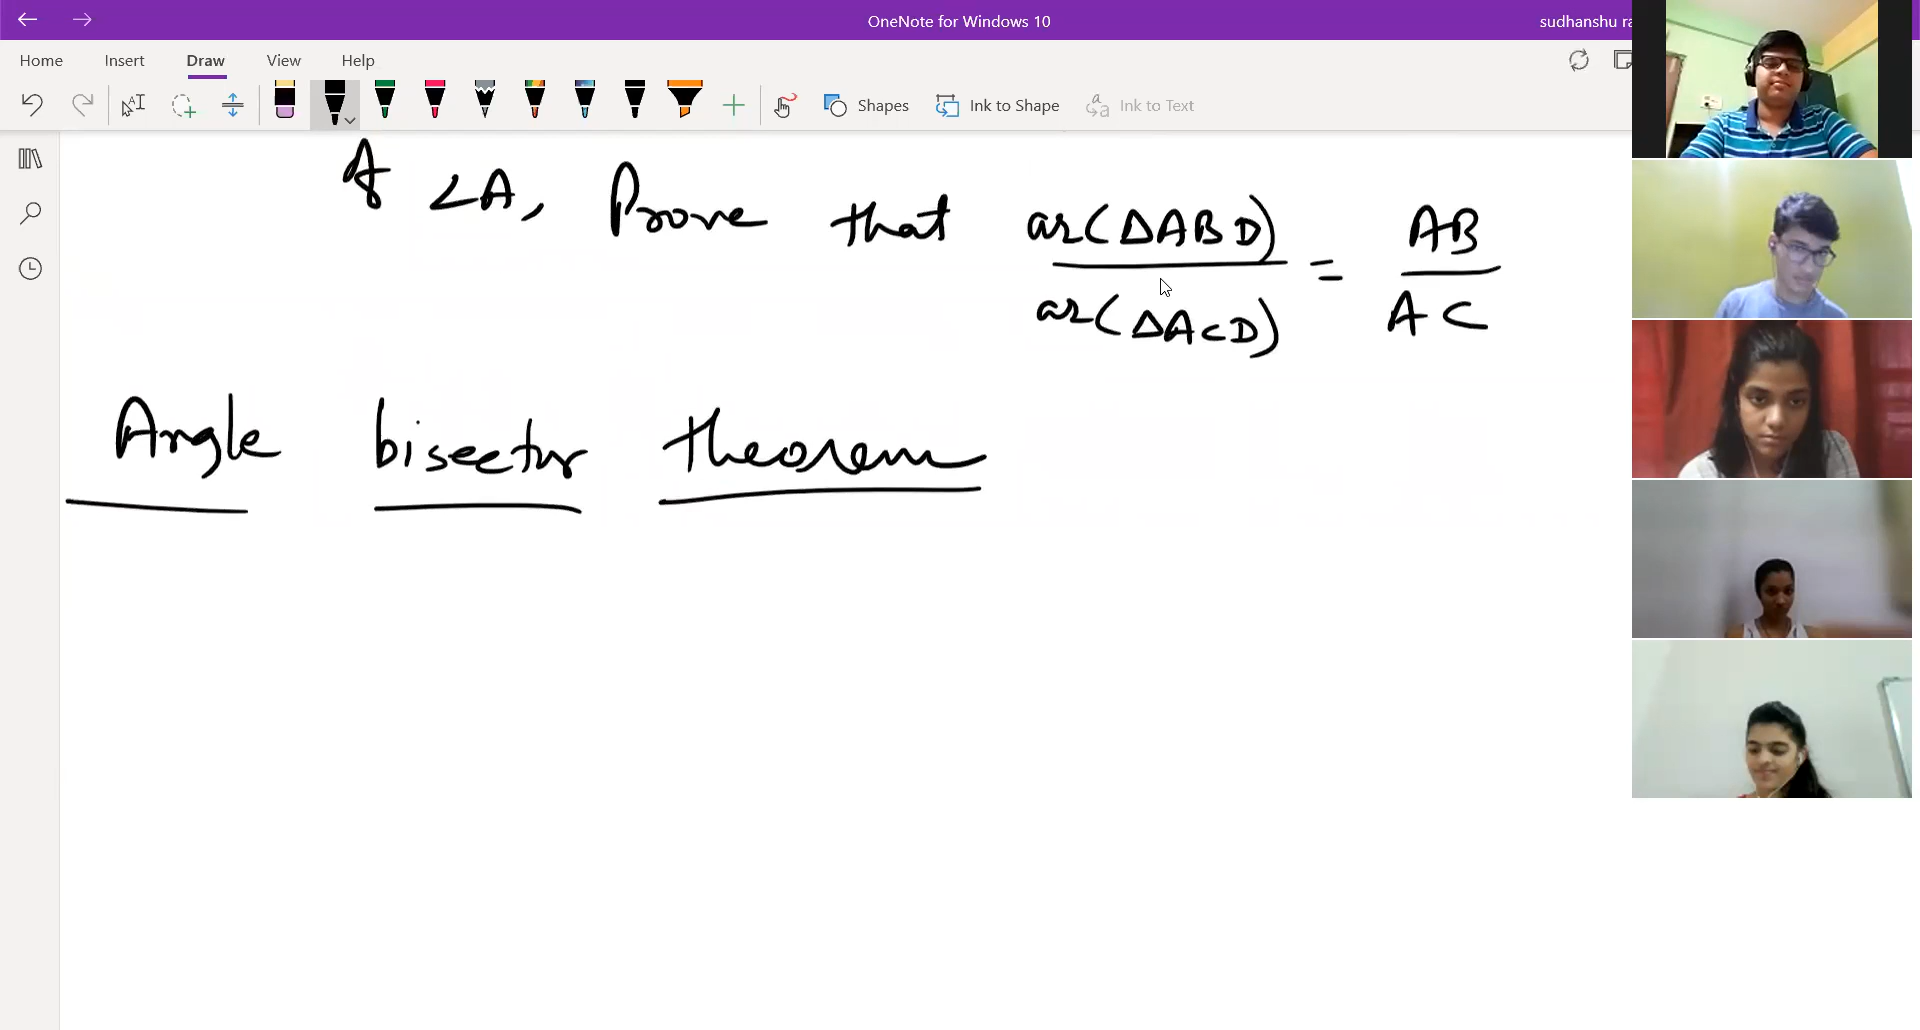 OneNote for Windows 10
sudhanshu ra
Home Insert Draw View Help
Shapes Ink to Shape Ink to Text
of ∠A, Prove that ar(ΔABD) / ar(ΔACD) = AB / AC
Angle bisector theorem